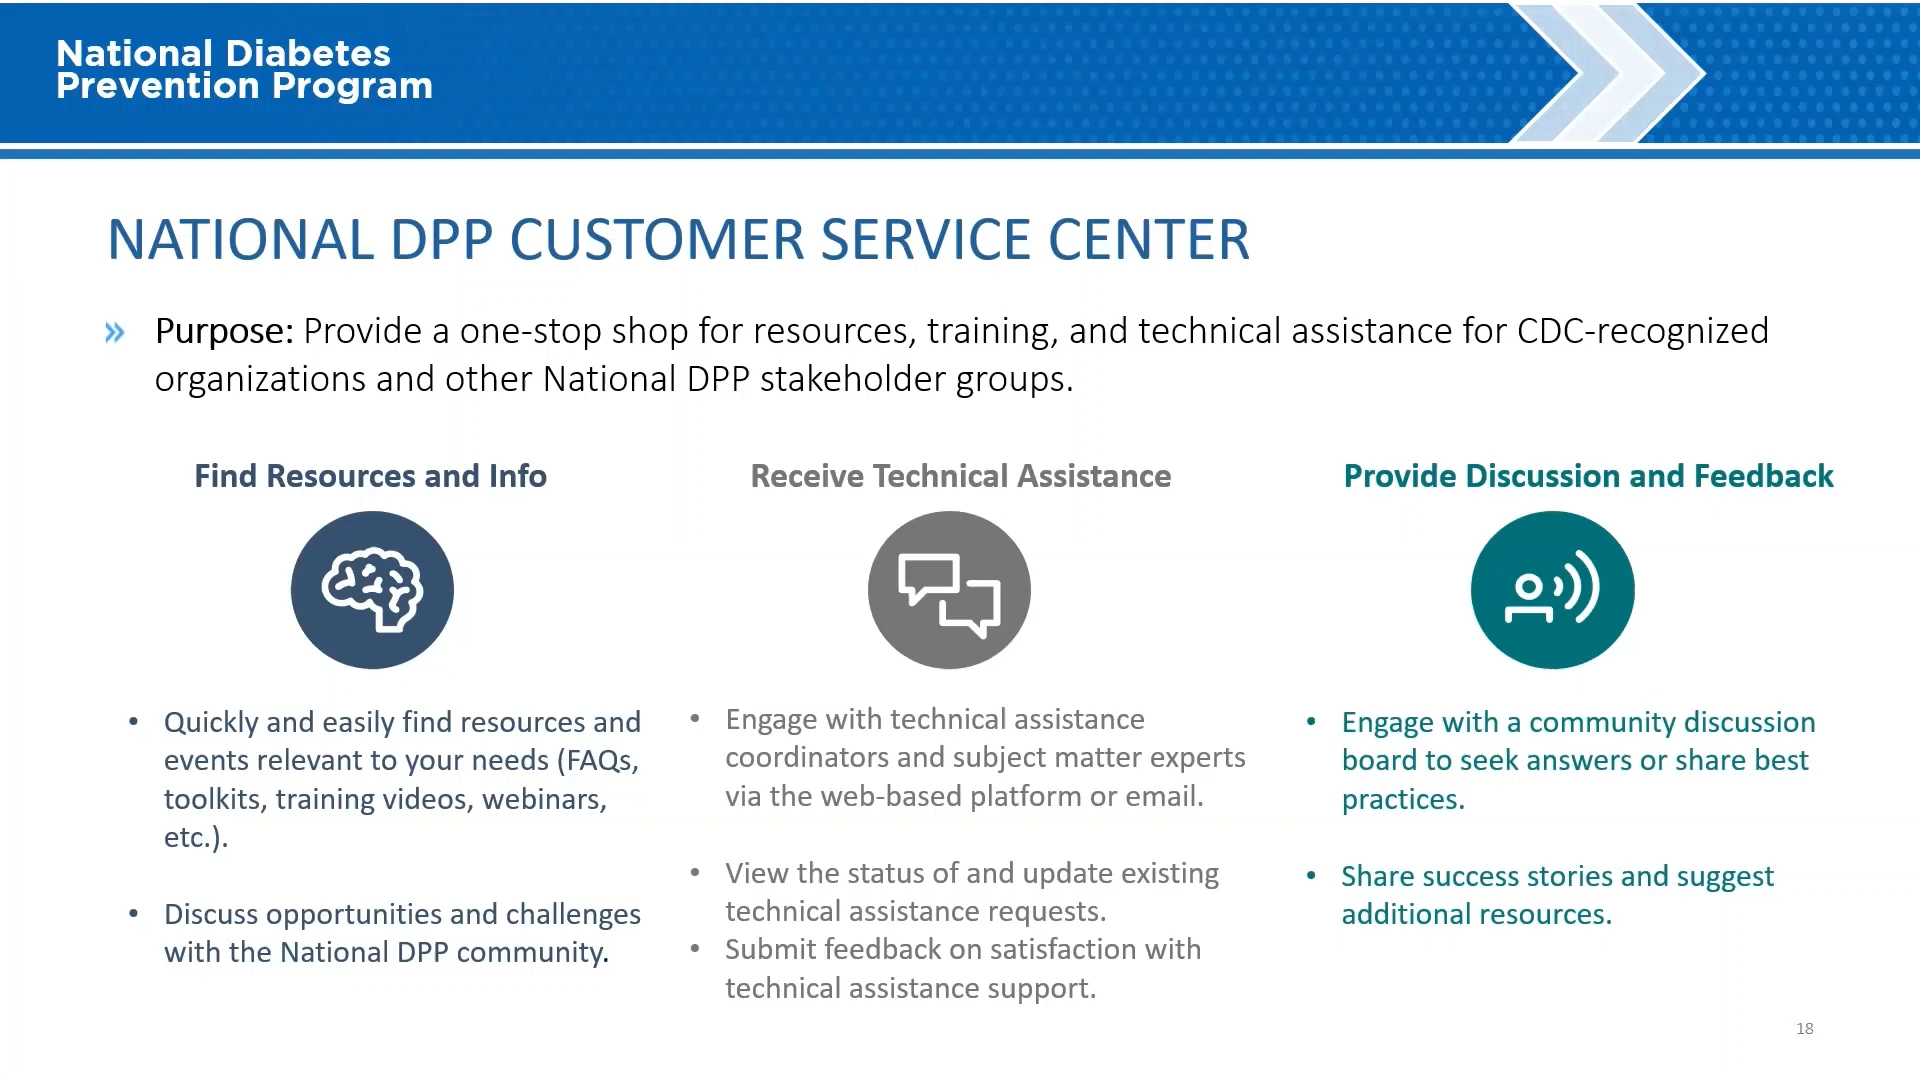 National Diabetes
Prevention Program
NATIONAL DPP CUSTOMER SERVICE CENTER
» Purpose: Provide a one-stop shop for resources, training, and technical assistance for CDC-recognized
organizations and other National DPP stakeholder groups.
Find Resources and Info
• Quickly and easily find resources and
events relevant to your needs (FAQs,
toolkits, training videos, webinars,
etc.).
• Discuss opportunities and challenges
with the National DPP community.
Receive Technical Assistance
• Engage with technical assistance
coordinators and subject matter experts
via the web-based platform or email.
• View the status of and update existing
technical assistance requests.
• Submit feedback on satisfaction with
technical assistance support.
Provide Discussion and Feedback
• Engage with a community discussion
board to seek answers or share best
practices.
• Share success stories and suggest
additional resources.
18